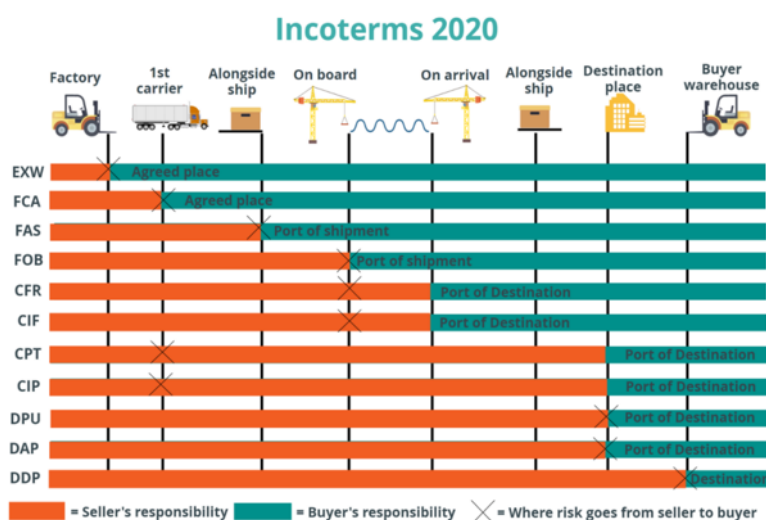 Incoterms 2020
Factory
1st
carrier
Alongside
ship
On board
On arrival
Alongside
ship
Destination
place
Buyer
warehouse
EXW Agreed place
FCA Agreed place
FAS Port of shipment
FOB Port of shipment
CFR Port of Destination
CIF Port of Destination
CPT Port of Destination
CIP Port of Destination
DPU Port of Destination
DAP Port of Destination
DDP Destination
= Seller's responsibility = Buyer's responsibility = Where risk goes from seller to buyer